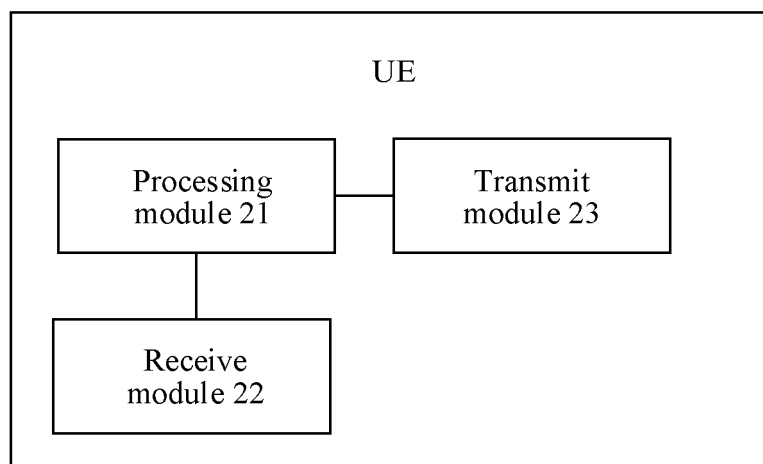 UE
Processing
module 21
Transmit
module 23
Receive
module 22